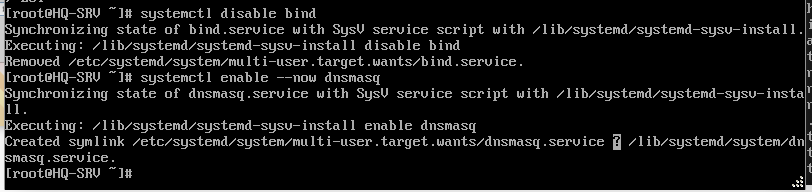 [root@HQ-SRV ~]# systemctl disable bind
Synchronizing state of bind.service with SysV service script with /lib/systemd/systemd-sysv-install.
Executing: /lib/systemd/systemd-sysv-install disable bind
Removed /etc/systemd/system/multi-user.target.wants/bind.service.
[root@HQ-SRV ~]# systemctl enable --now dnsmasq
Synchronizing state of dnsmasq.service with SysV service script with /lib/systemd/systemd-sysv-insta
ll.
Executing: /lib/systemd/systemd-sysv-install enable dnsmasq
Created symlink /etc/systemd/system/multi-user.target.wants/dnsmasq.service ? /lib/systemd/system/dn
smasq.service.
[root@HQ-SRV ~]#